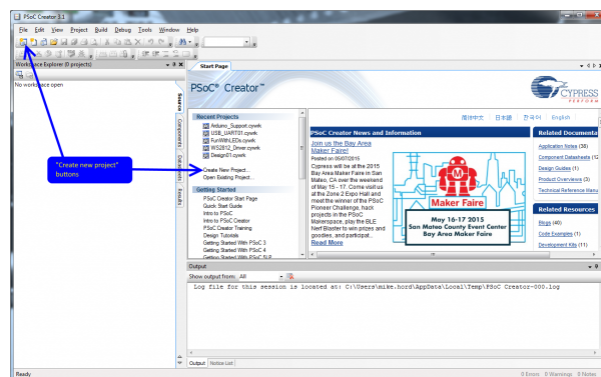 PSoC Creator 3.1
File Edit View Project Build Debug Tools Window Help
Workspace Explorer (0 projects)
No workspace open
"Create new project"
buttons
Source
Components
Datasheets
Results
Start Page
PSoC® Creator™
CYPRESS
PERFORM
Recent Projects
Arduino_Support.cywrk
USB_UART01.cywrk
FunWithLEDs.cywrk
WS2812_Driver.cywrk
Design01.cywrk
Create New Project...
Open Existing Project...
Getting Started
PSoC Creator Start Page
Quick Start Guide
Intro to PSoC
Intro to PSoC Creator
PSoC Creator Training
Design Tutorials
Getting Started With PSoC 3
Getting Started With PSoC 4
Getting Started With PSoC 5LP
简体中文 日本語 한국어 English
PSoC Creator News and Information
Join us the Bay Area
Maker Faire!
Posted on 05/07/2015
Cypress will be at the 2015
Bay Area Maker Faire in San
Mateo, CA over the weekend
of May 15 - 17. Come visit us
at the Zone 2 Expo Hall and
meet the winner of the PSoC
Pioneer Challenge, hack
projects in the PSoC
Makerspace, play the BLE
Nerf Blaster to win prizes and
goodies, and participat...
Read More
Maker Faire
May 16-17 2015
San Mateo County Event Center
Bay Area Maker Faire
Related Documenta
Application Notes (38)
Component Datasheets (12
Design Guides (1)
Product Overviews (3)
Technical Reference Manu
Related Resources
Blogs (40)
Code Examples (1)
Development Kits (11)
Output
Show output from: All
Log file for this session is located at: C:\Users\mike.hord\AppData\Local\Temp\PSoC Creator-000.log
Output Notice List
Ready
0 Errors 0 Warnings 0 Notes